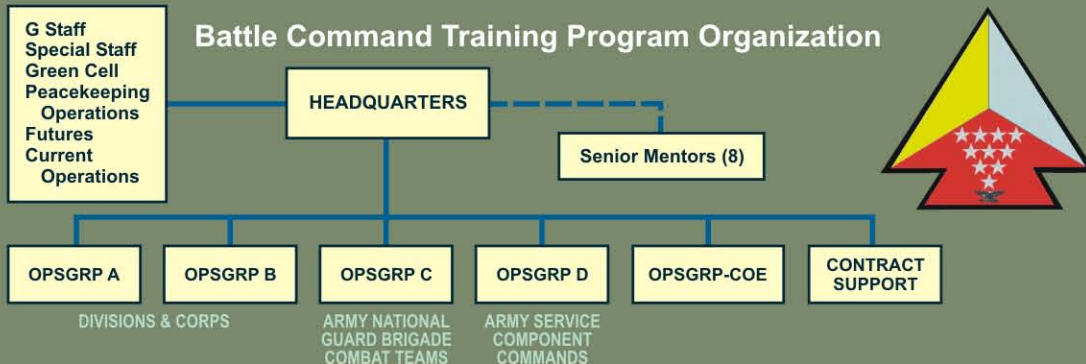 Battle Command Training Program Organization
G Staff
Special Staff
Green Cell
Peacekeeping
Operations
Futures
Current
Operations
HEADQUARTERS
Senior Mentors (8)
OPSGRP A
OPSGRP B
OPSGRP C
OPSGRP D
OPSGRP-COE
CONTRACT
SUPPORT
DIVISIONS & CORPS
ARMY NATIONAL
GUARD BRIGADE
COMBAT TEAMS
ARMY SERVICE
COMPONENT
COMMANDS